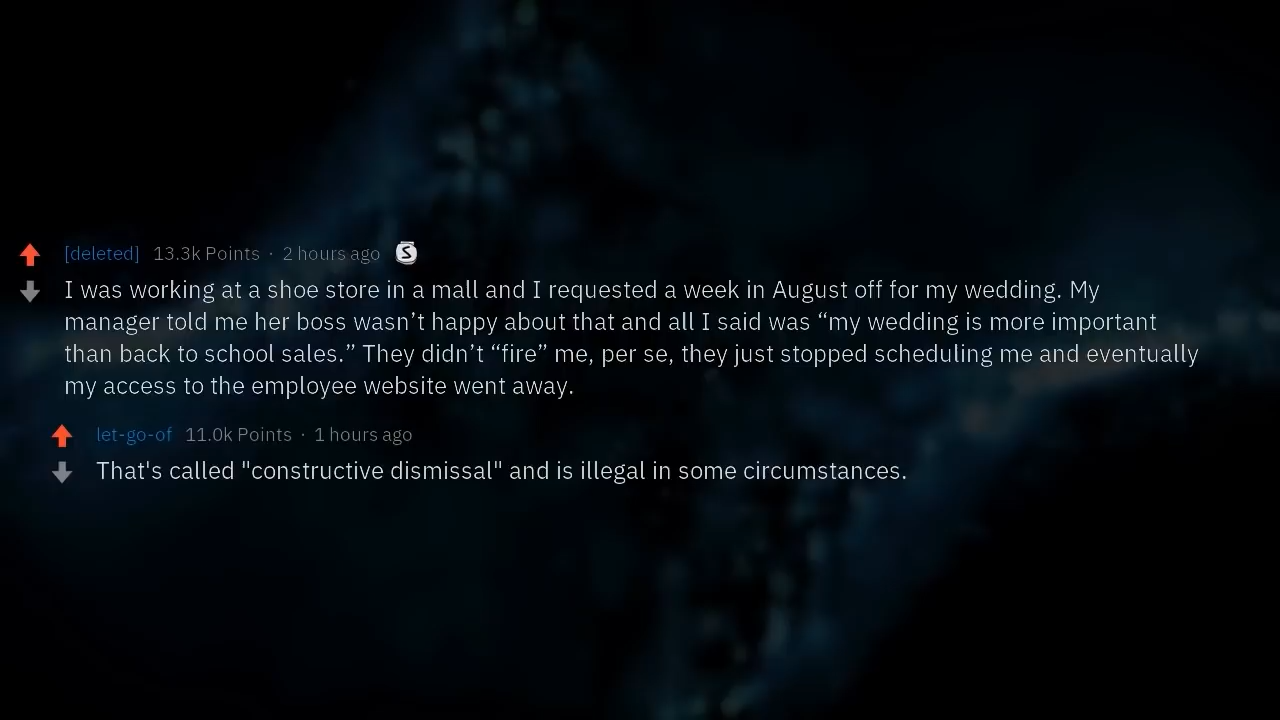 [deleted] 13.3k Points · 2 hours ago S
I was working at a shoe store in a mall and I requested a week in August off for my wedding. My
manager told me her boss wasn’t happy about that and all I said was “my wedding is more important
than back to school sales.” They didn’t “fire” me, per se, they just stopped scheduling me and eventually
my access to the employee website went away.
let-go-of 11.0k Points · 1 hours ago
That's called "constructive dismissal" and is illegal in some circumstances.